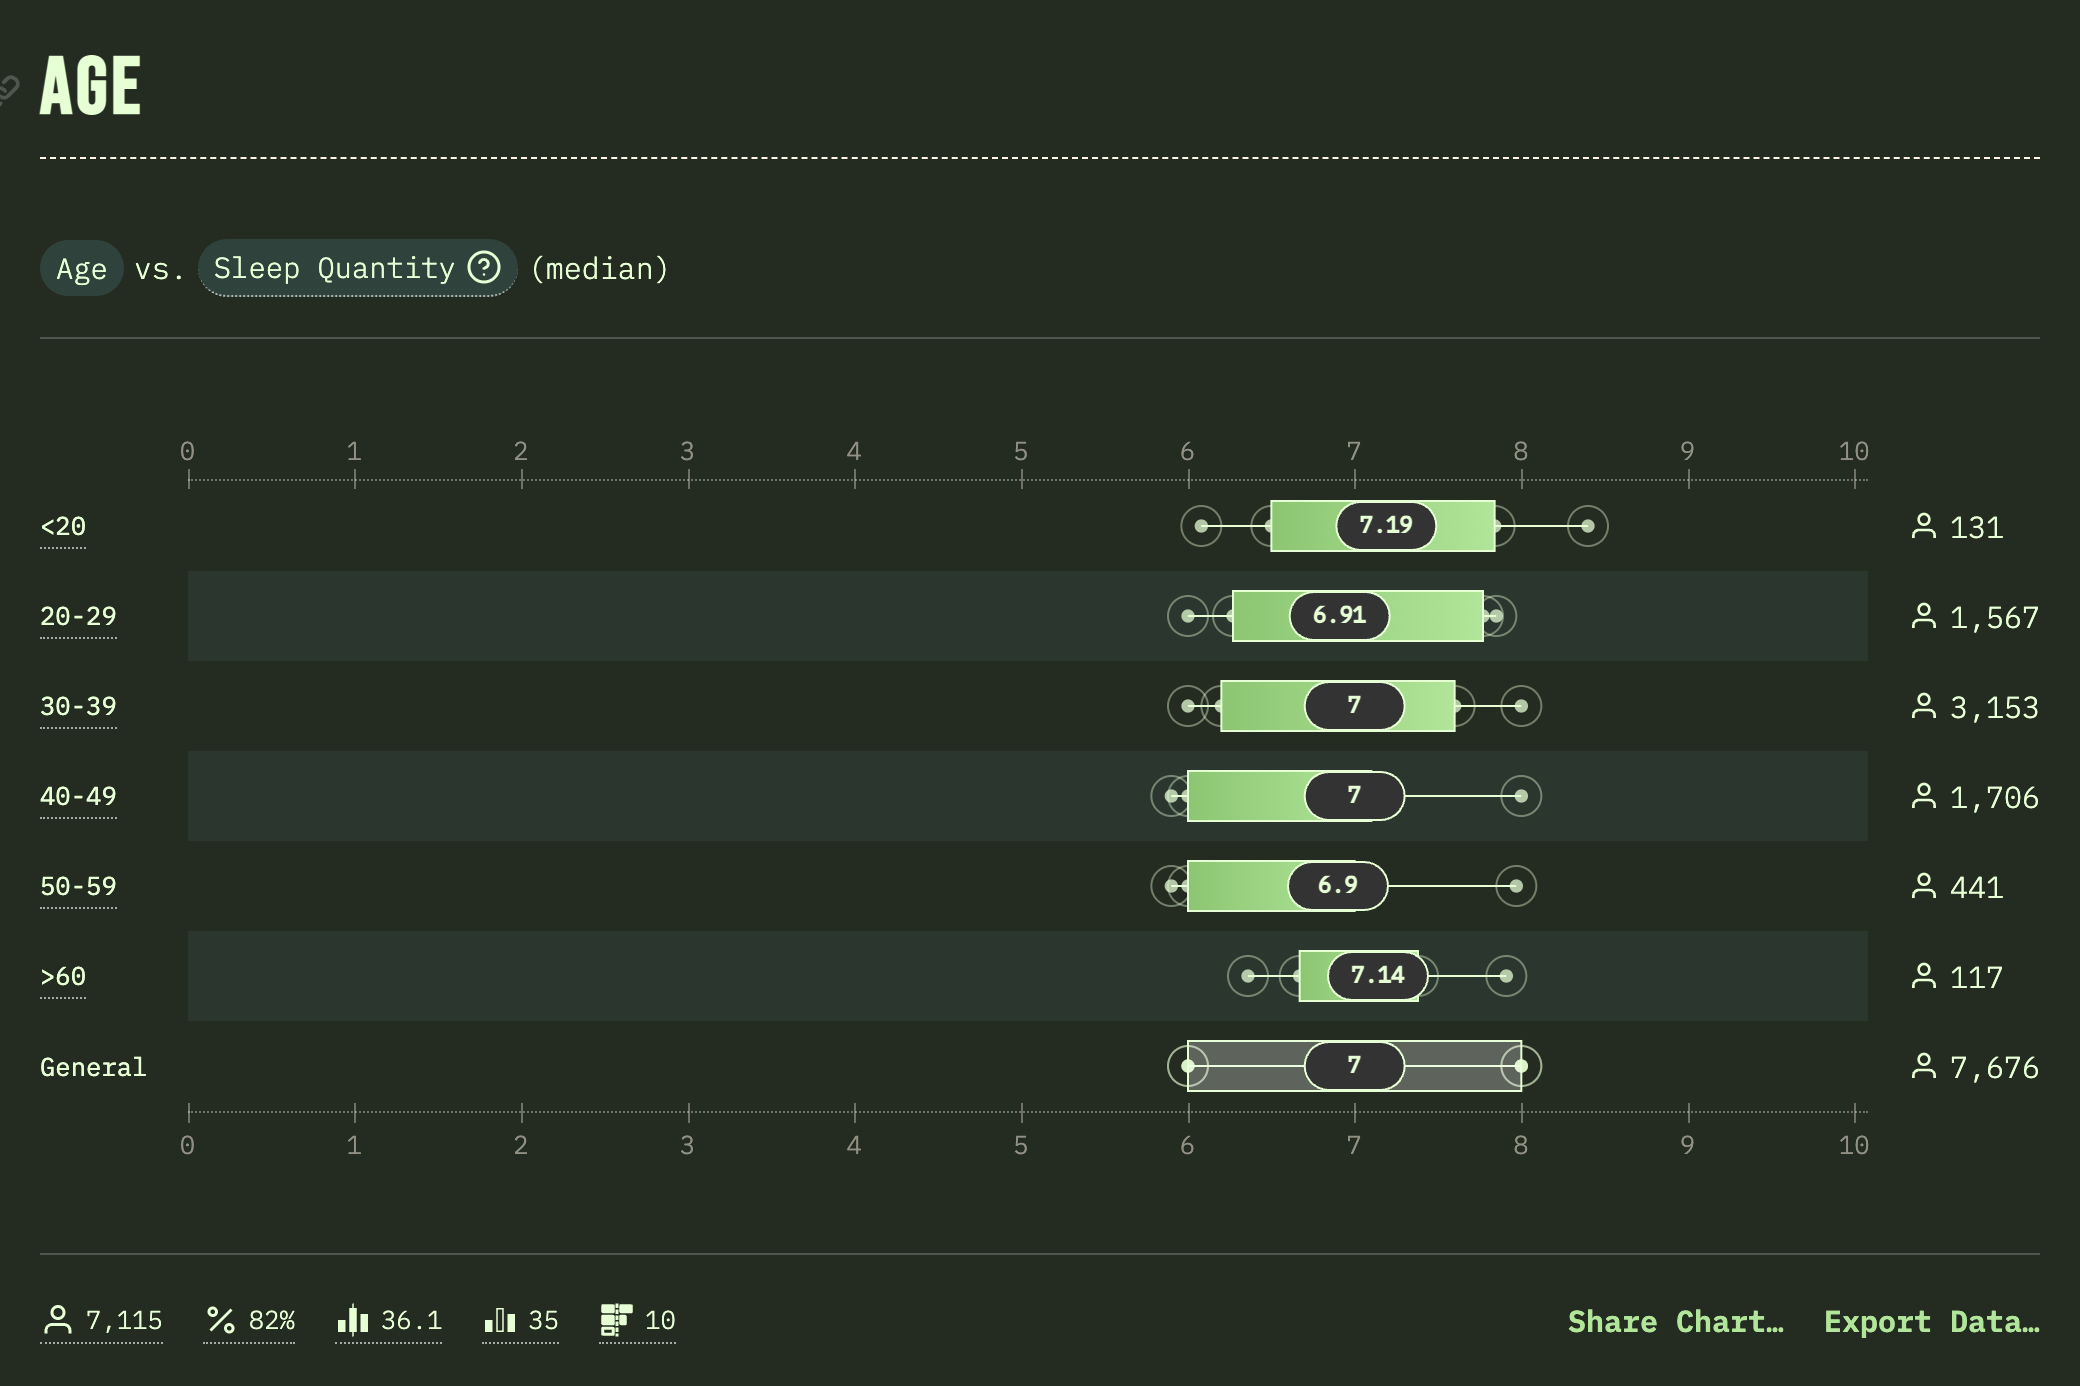 AGE
Age vs. Sleep Quantity ? (median)
0 1 2 3 4 5 6 7 8 9 10
<20 7.19 131
20-29 6.91 1,567
30-39 7 3,153
40-49 7 1,706
50-59 6.9 441
>60 7.14 117
General 7 7,676
0 1 2 3 4 5 6 7 8 9 10
7,115 82% 36.1 35 10 Share Chart… Export Data…